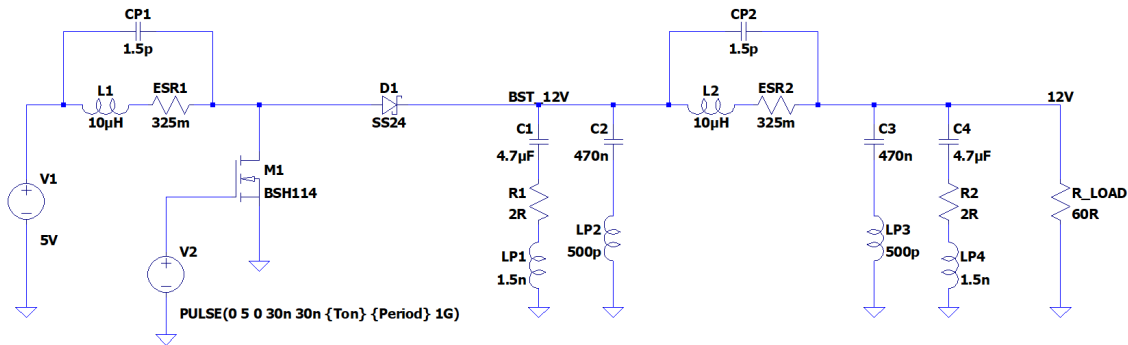 CP1
1.5p
L1
10µH
ESR1
325m
D1
SS24
BST_12V
CP2
1.5p
L2
10µH
ESR2
325m
12V
C1
4.7µF
C2
470n
C3
470n
C4
4.7µF
V1
5V
M1
BSH114
R1
2R
LP1
1.5n
LP2
500p
LP3
500p
R2
2R
LP4
1.5n
R_LOAD
60R
V2
PULSE(0 5 0 30n 30n {Ton} {Period} 1G)